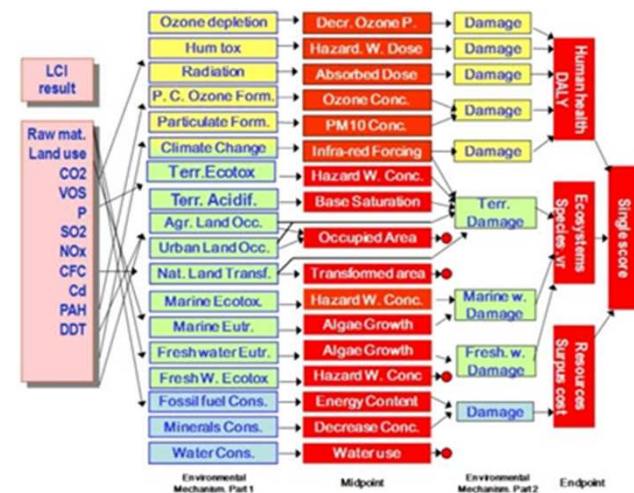 LCI
result
Raw mat.
Land use
CO2
VOS
P
SO2
NOx
CFC
Cd
PAH
DDT
Ozone depletion
Hum tox
Radiation
P. C. Ozone Form.
Particulate Form.
Climate Change
Terr.Ecotox
Terr. Acidif.
Agr. Land Occ.
Urban Land Occ.
Nat. Land Transf.
Marine Ecotox.
Marine Eutr.
Freshwater Eutr.
Fresh W. Ecotox
Fossil fuel Cons.
Minerals Cons.
Water Cons.
Environmental
Mechanism. Part 1
Decr. Ozone P.
Hazard. W. Dose
Absorbed Dose
Ozone Conc.
PM10 Conc.
Infra-red Forcing
Hazard W. Conc.
Base Saturation
Occupied Area
Transformed area
Hazard W. Conc.
Algae Growth
Algae Growth
Hazard W. Conc
Energy Content
Decrease Conc.
Water use
Midpoint
Damage
Damage
Damage
Damage
Damage
Terr.
Damage
Marine w.
Damage
Fresh. w.
Damage
Damage
Environmental
Mechanism. Part2
Human health
DALY
Ecosystems
Species.yr
Resources
Surpus cost
Endpoint
Single score